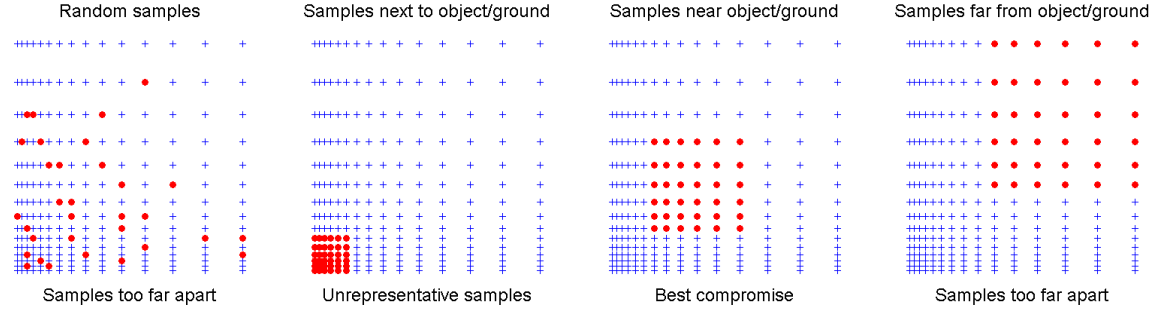 Random samples
Samples next to object/ground
Samples near object/ground
Samples far from object/ground
Samples too far apart
Unrepresentative samples
Best compromise
Samples too far apart